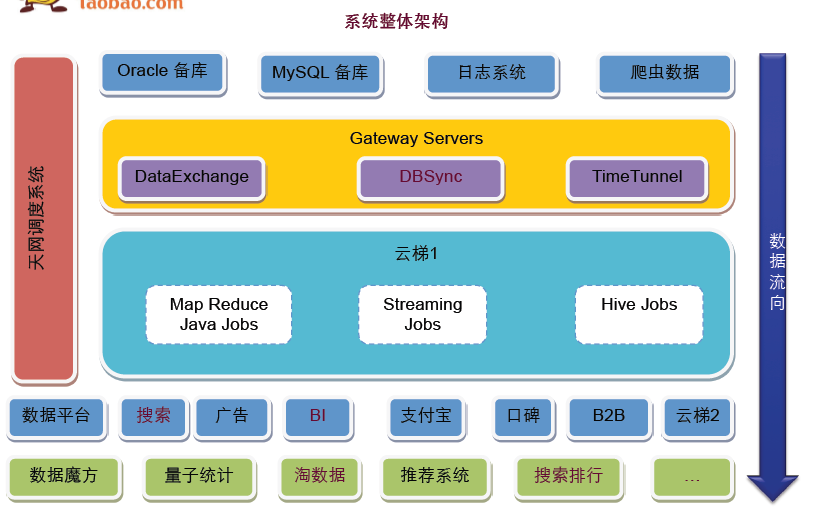 taobao.com
系统整体架构
Oracle 备库
MySQL 备库
日志系统
爬虫数据
天网调度系统
Gateway Servers
DataExchange
DBSync
TimeTunnel
数据流向
云梯1
Map Reduce
Java Jobs
Streaming
Jobs
Hive Jobs
数据平台
搜索
广告
BI
支付宝
口碑
B2B
云梯2
数据魔方
量子统计
淘数据
推荐系统
搜索排行
...